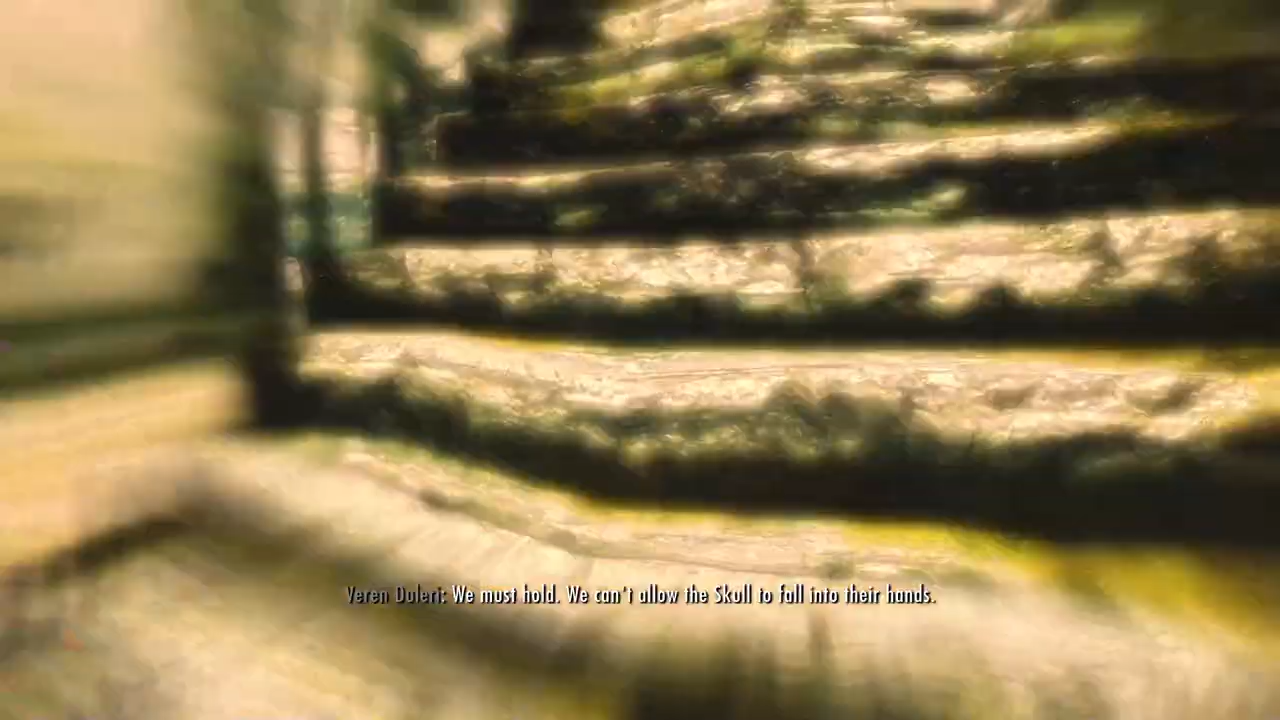 Veren Duleri: We must hold. We can't allow the Skull to fall into their hands.